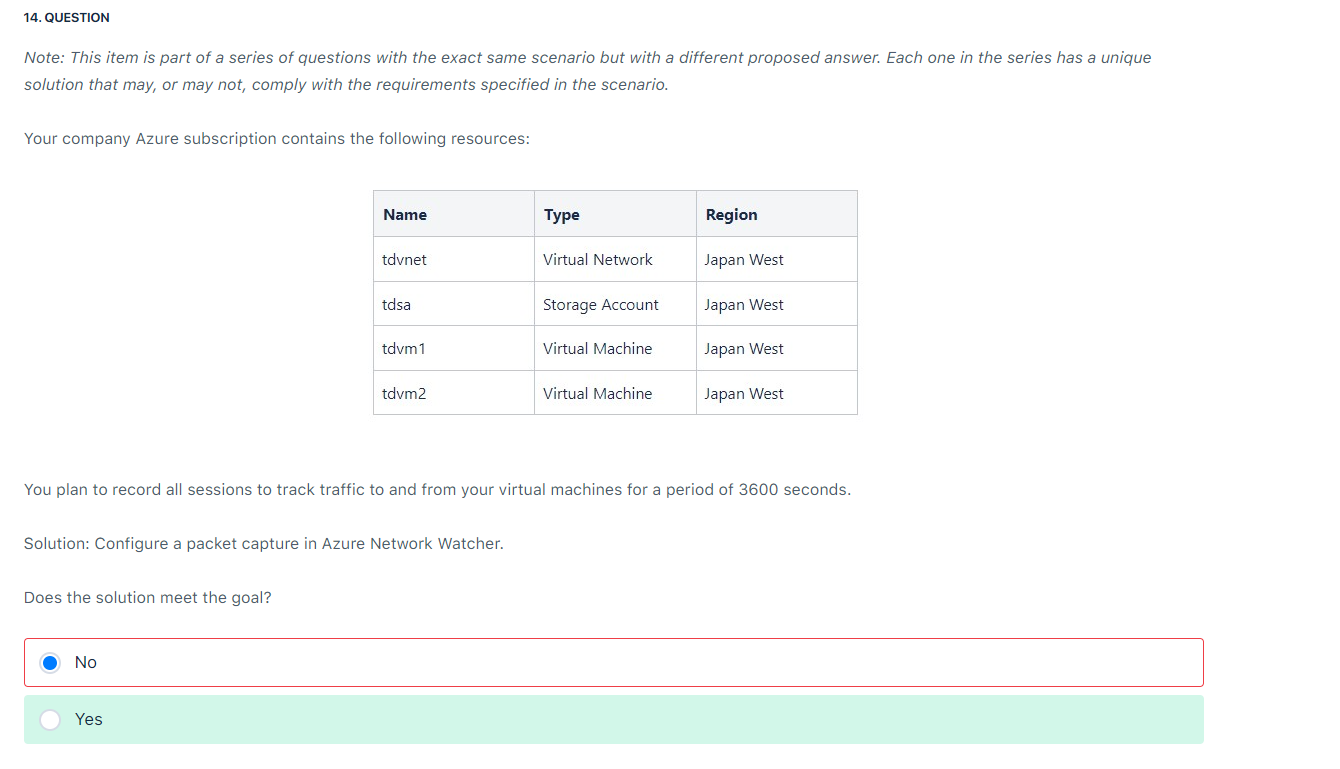 14. QUESTION
Note: This item is part of a series of questions with the exact same scenario but with a different proposed answer. Each one in the series has a unique
solution that may, or may not, comply with the requirements specified in the scenario.
Your company Azure subscription contains the following resources:
Name Type Region
tdvnet Virtual Network Japan West
tdsa Storage Account Japan West
tdvm1 Virtual Machine Japan West
tdvm2 Virtual Machine Japan West
You plan to record all sessions to track traffic to and from your virtual machines for a period of 3600 seconds.
Solution: Configure a packet capture in Azure Network Watcher.
Does the solution meet the goal?
No
Yes